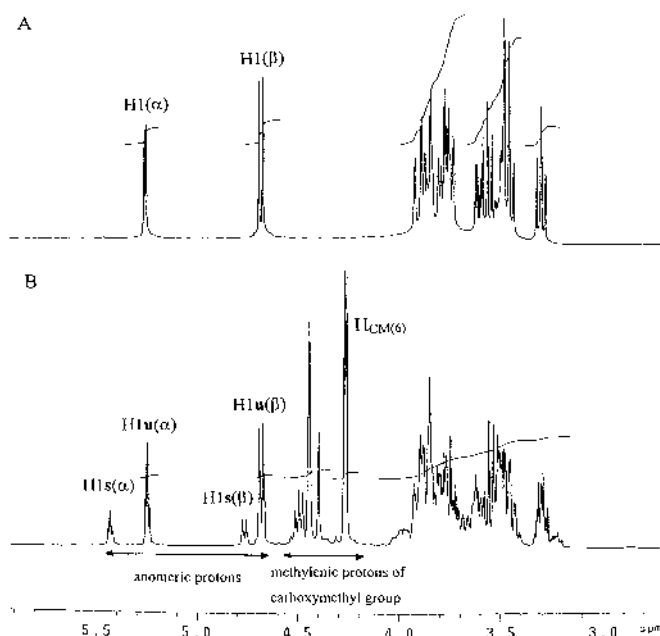 A
H1(β)
H1(α)
B
H_CM(6)
H1u(α)
H1u(β)
H1s(α)
H1s(β)
anomeric protons
methylenic protons of
carboxymethyl group
5.5 5.0 4.5 4.0 3.5 3.0 ppm